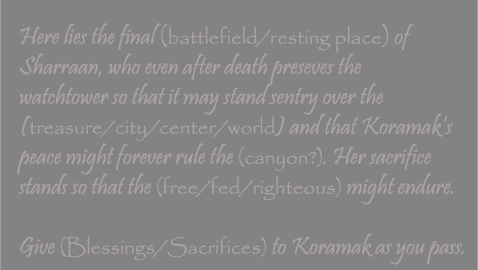 Here lies the final (battlefield/resting place) of
Sharraan, who even after death preseves the
watchtower so that it may stand sentry over the
[treasure/city/center/world] and that Koramak's
peace might forever rule the (canyon?). Her sacrifice
stands so that the (free/fed/righteous) might endure.

Give (Blessings/Sacrifices) to Koramak as you pass.